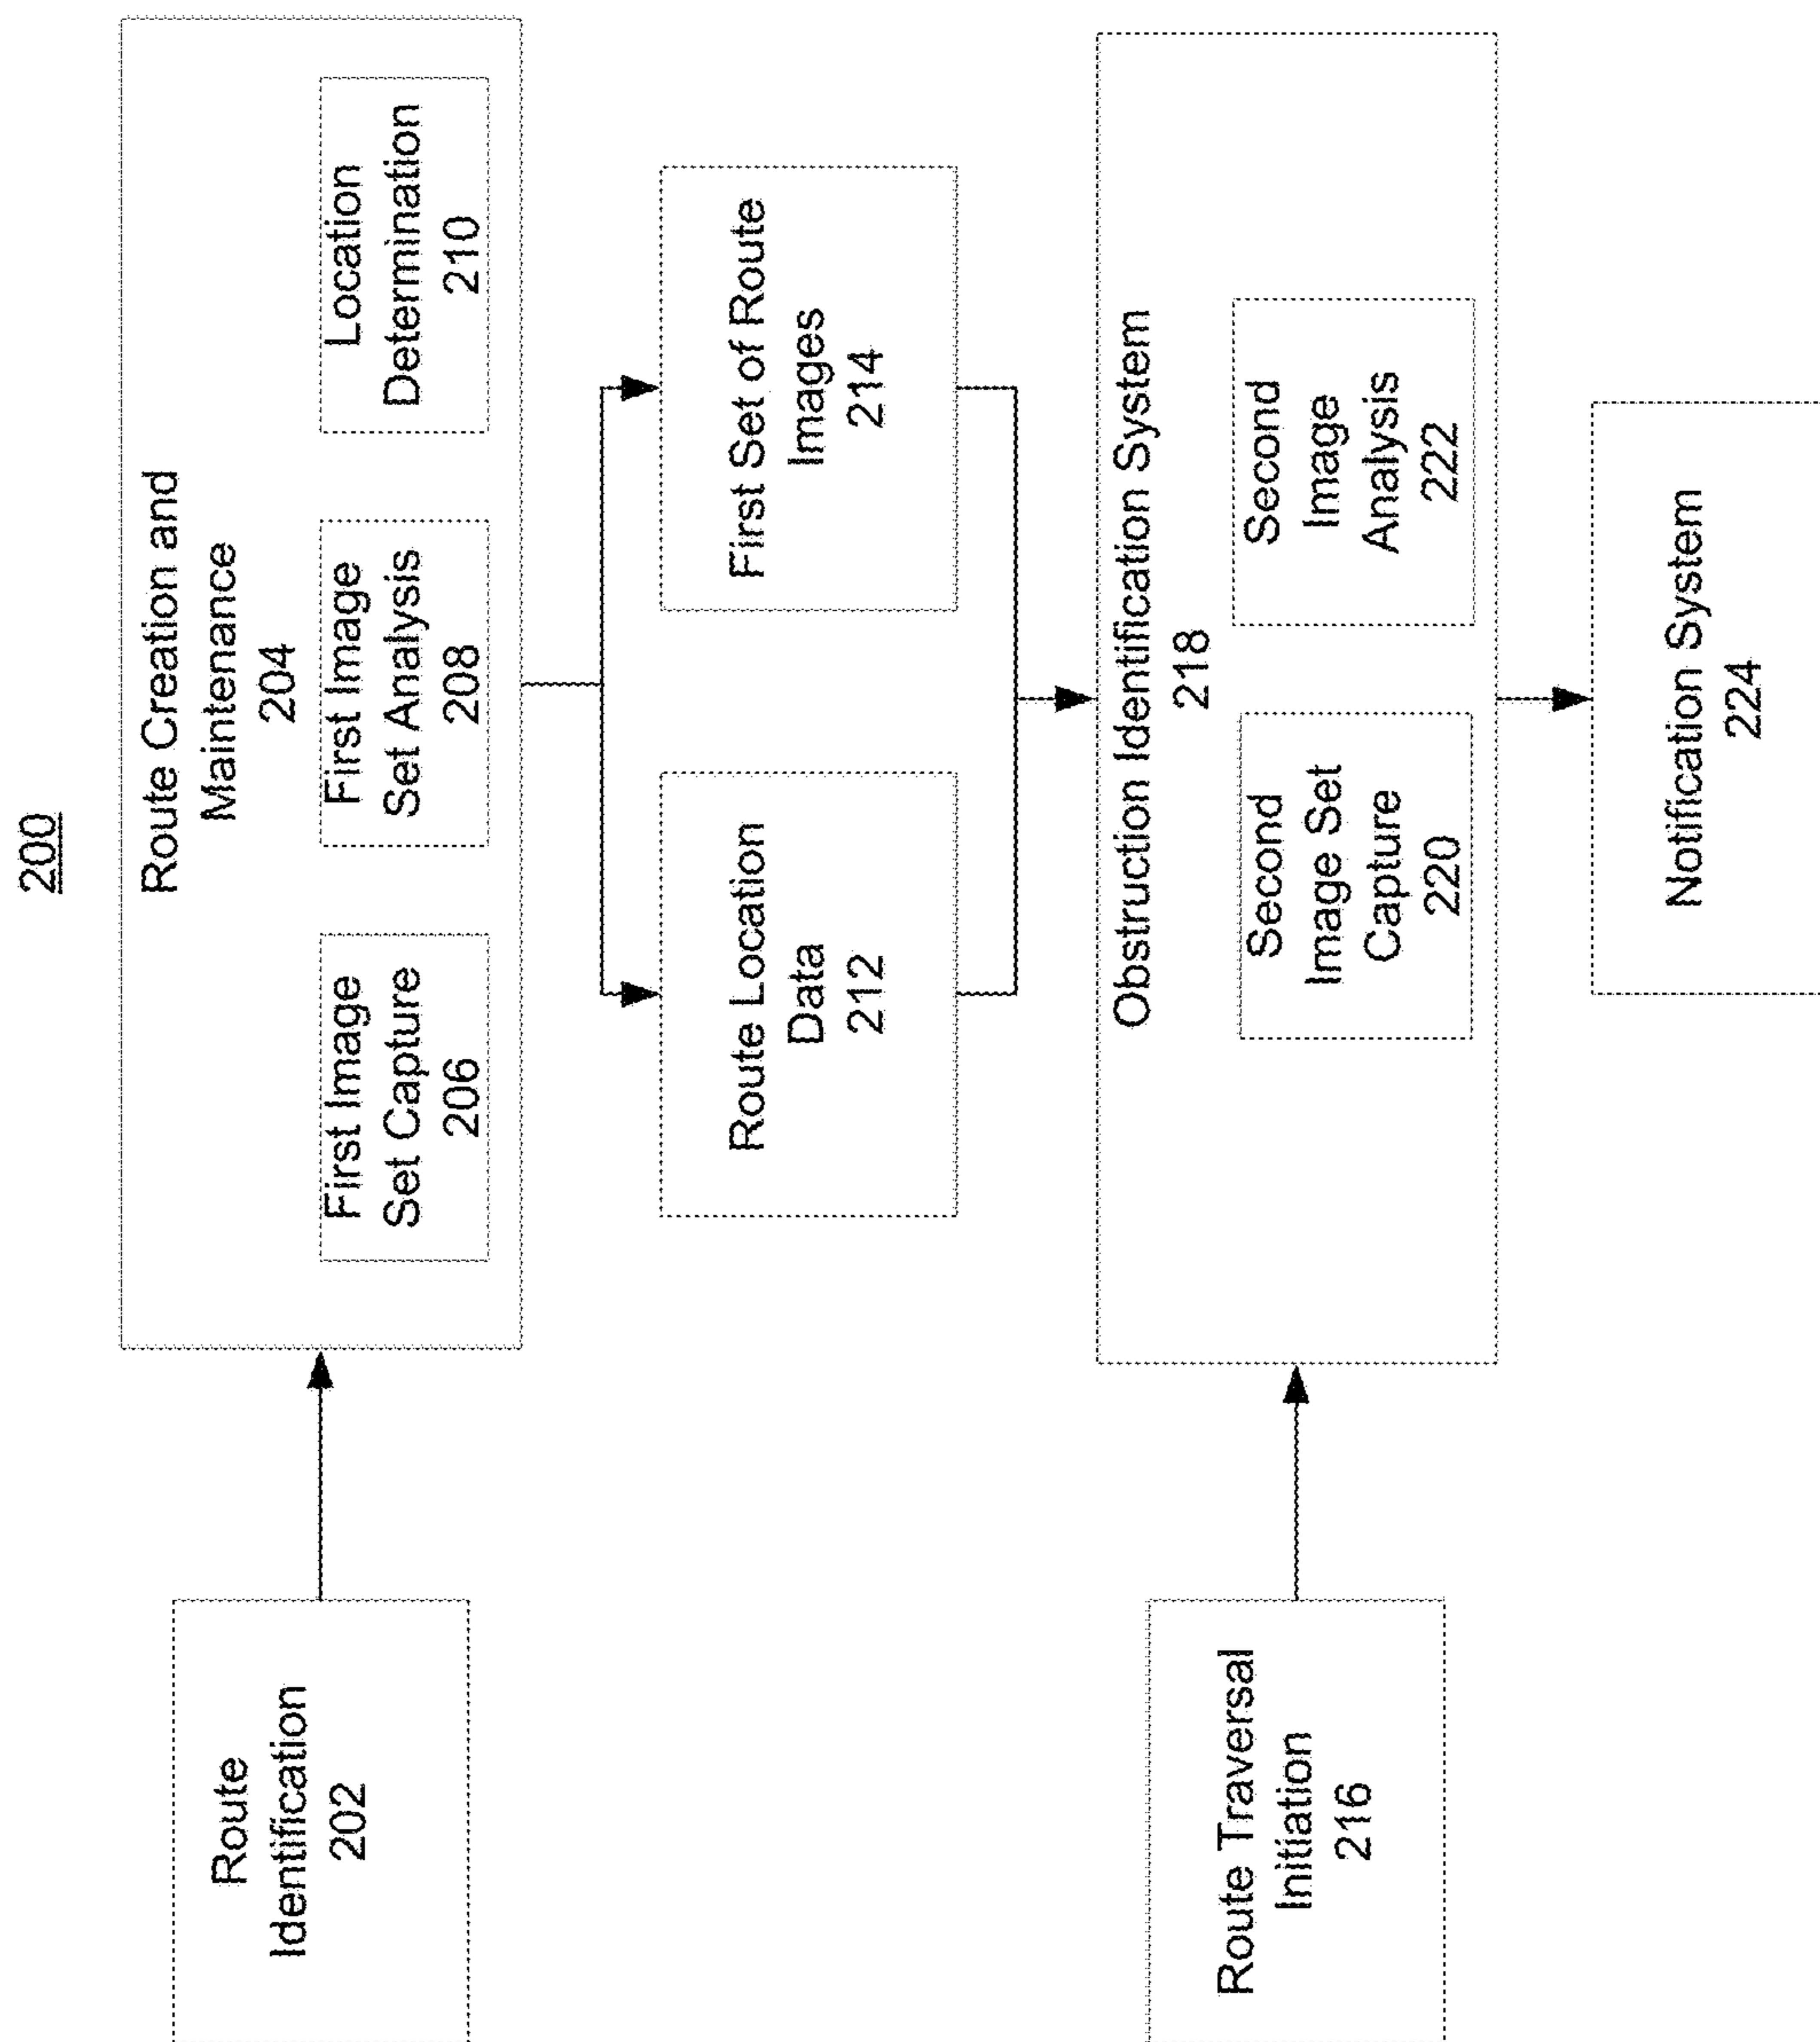 200
Route
Identification
202
Route Creation and
Maintenance
204
First Image
Set Capture
206
First Image
Set Analysis
208
Location
Determination
210
Route Location
Data
212
First Set of Route
Images
214
Route Traversal
Initiation
216
Obstruction Identification System
218
Second
Image Set
Capture
220
Second
Image
Analysis
222
Notification System
224